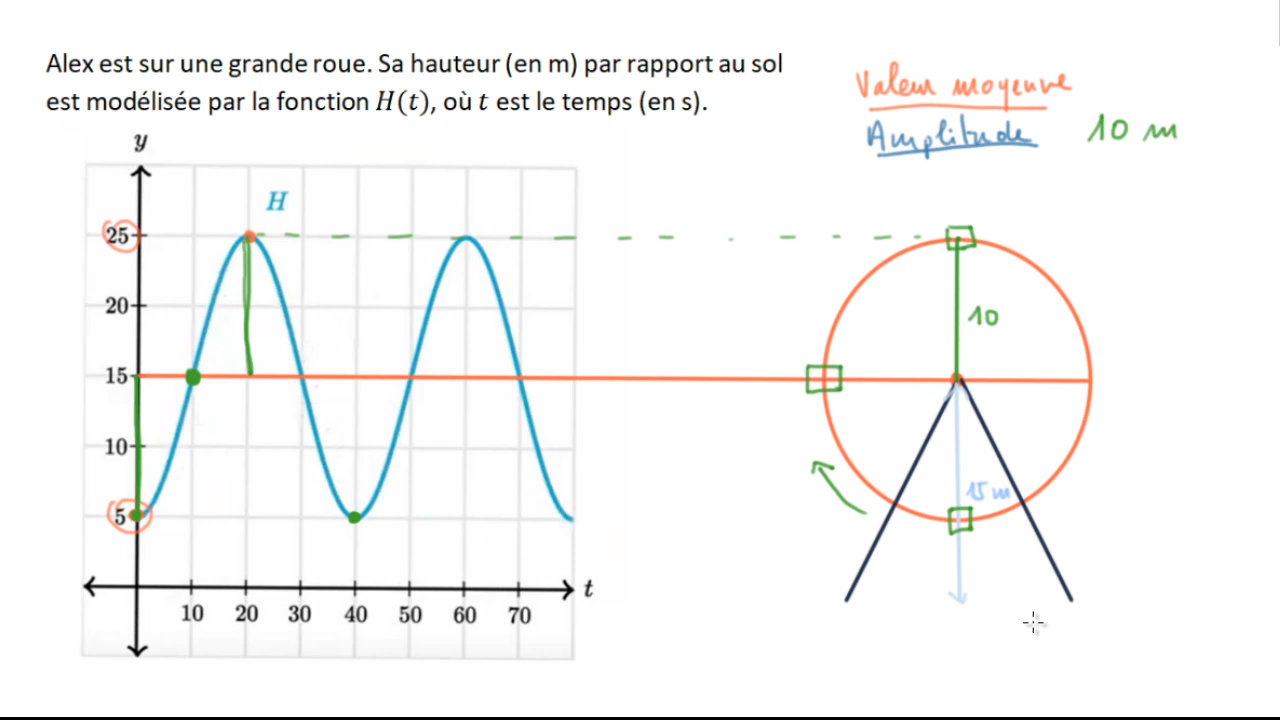 Alex est sur une grande roue. Sa hauteur (en m) par rapport au sol
est modélisée par la fonction H(t), où t est le temps (en s).
Valeur moyenne
Amplitude 10 m
y
H
25
20
15
10
5
10 20 30 40 50 60 70 t
10
15 m